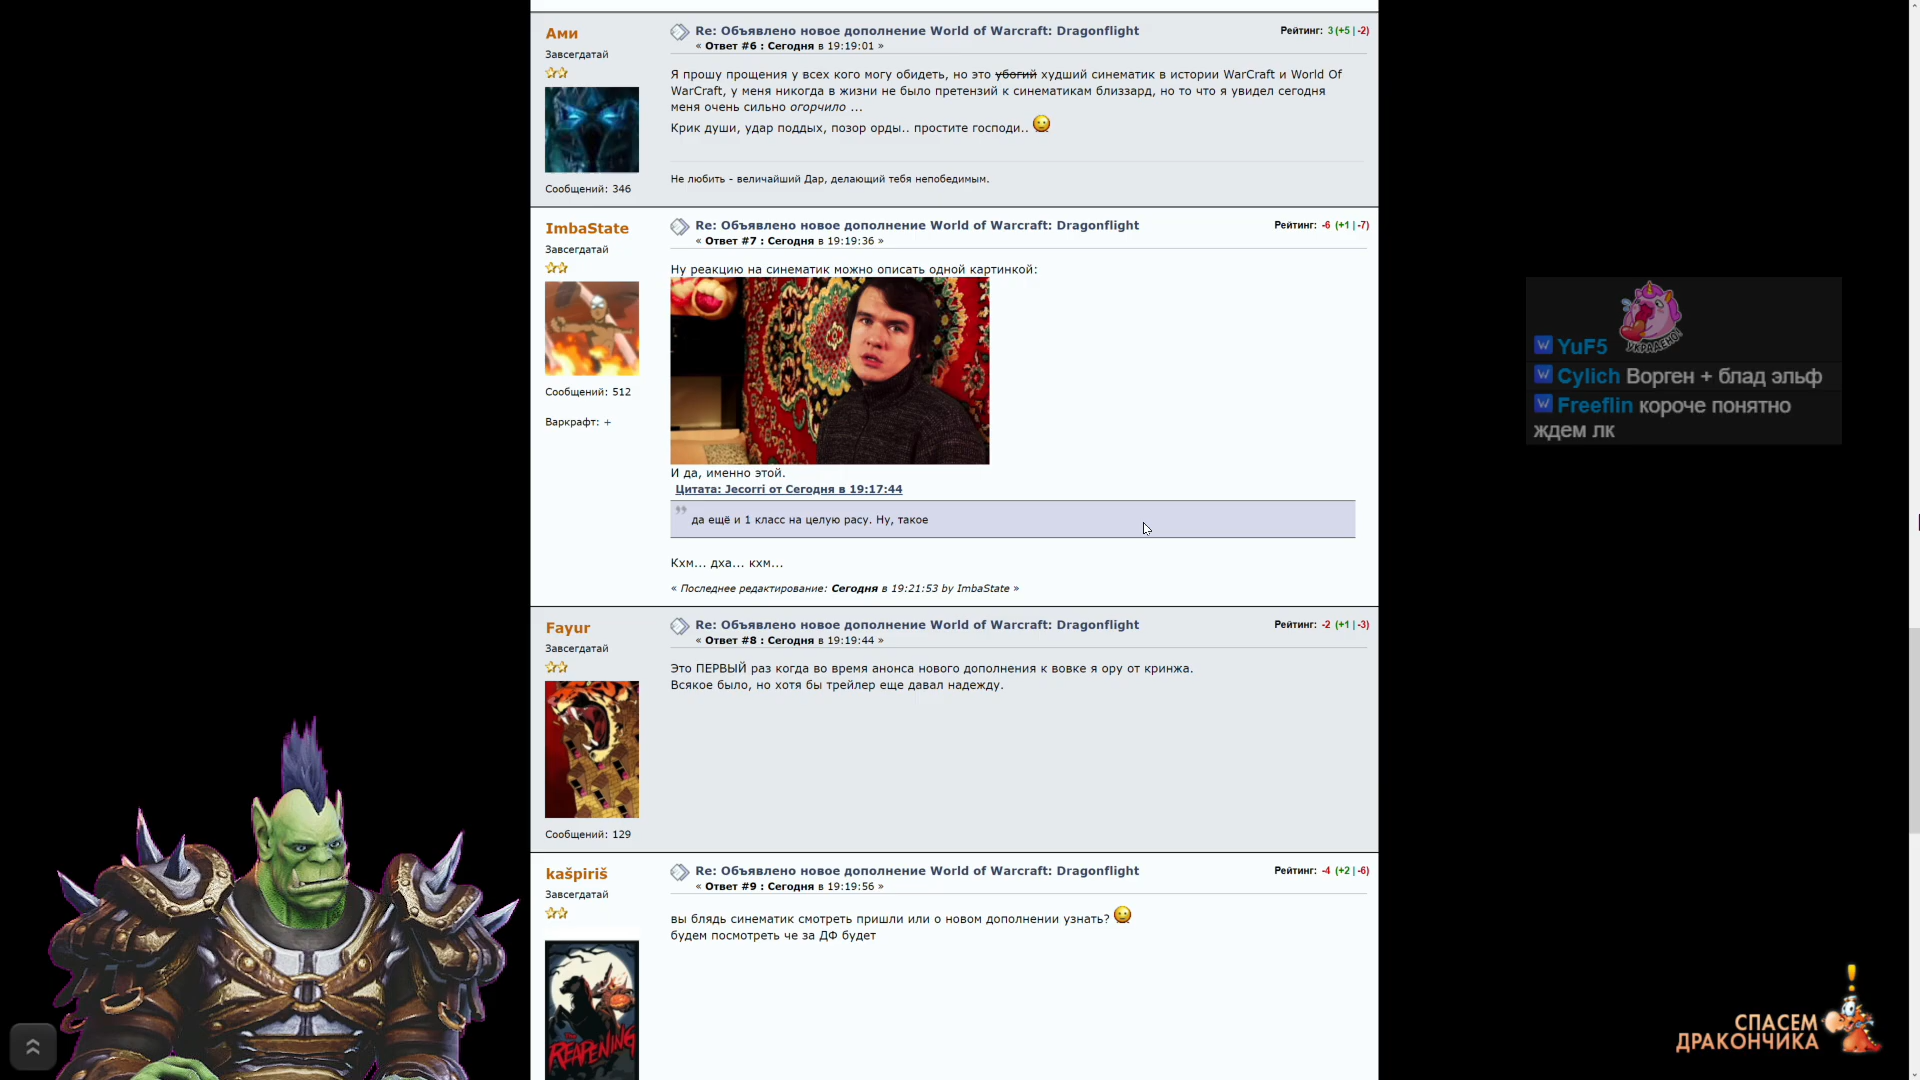 Ами
Завсегдатай
Сообщений: 346
Re: Объявлено новое дополнение World of Warcraft: Dragonflight
« Ответ #6 : Сегодня в 19:19:01 »
Рейтинг: 3 (+5 | -2)
Я прошу прощения у всех кого могу обидеть, но это убогий худший синематик в истории WarCraft и World Of
WarCraft, у меня никогда в жизни не было претензий к синематикам близзард, но то что я увидел сегодня
меня очень сильно огорчило ...
Крик души, удар поддых, позор орды.. простите господи..
Не любить - величайший Дар, делающий тебя непобедимым.
ImbaState
Завсегдатай
Сообщений: 512
Варкрафт: +
Re: Объявлено новое дополнение World of Warcraft: Dragonflight
« Ответ #7 : Сегодня в 19:19:36 »
Рейтинг: -6 (+1 | -7)
Ну реакцию на синематик можно описать одной картинкой:
И да, именно этой.
Цитата: Jecorri от Сегодня в 19:17:44
да ещё и 1 класс на целую расу. Ну, такое
Кхм... дха... кхм...
« Последнее редактирование: Сегодня в 19:21:53 by ImbaState »
Fayur
Завсегдатай
Сообщений: 129
Re: Объявлено новое дополнение World of Warcraft: Dragonflight
« Ответ #8 : Сегодня в 19:19:44 »
Рейтинг: -2 (+1 | -3)
Это ПЕРВЫЙ раз когда во время анонса нового дополнения к вовке я ору от кринжа.
Всякое было, но хотя бы трейлер еще давал надежду.
kašpiriš
Завсегдатай
THE
REAPENING
Re: Объявлено новое дополнение World of Warcraft: Dragonflight
« Ответ #9 : Сегодня в 19:19:56 »
Рейтинг: -4 (+2 | -6)
вы блядь синематик смотреть пришли или о новом дополнении узнать?
будем посмотреть че за ДФ будет
YuF5
УКРАДЕНО!
Cylich Ворген + блад эльф
Freeflin короче понятно
ждем лк
СПАСЕМ
ДРАКОНЧИКА